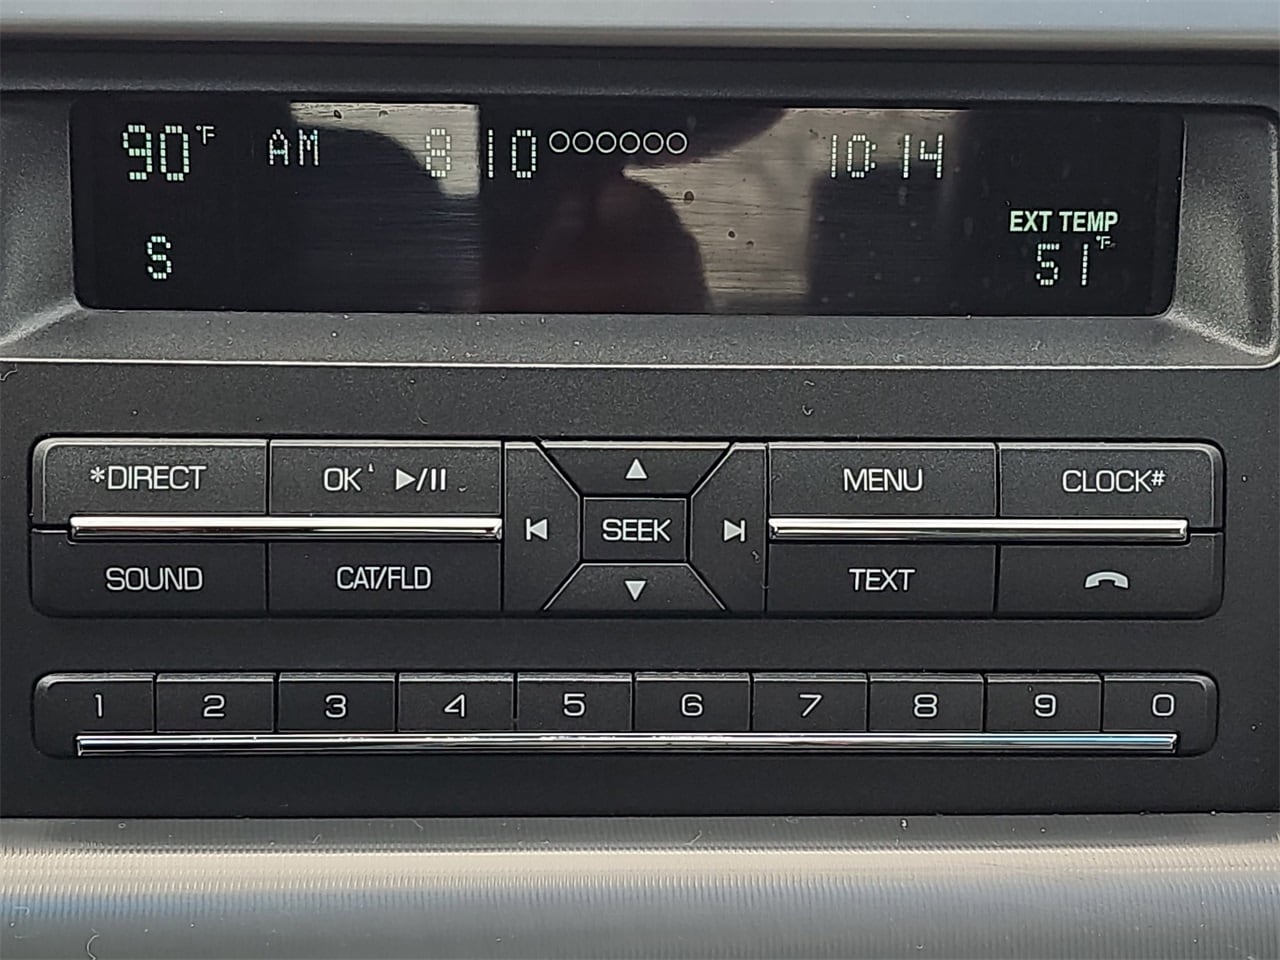 90°F AM 810 10:14
EXT TEMP
S 51°F
*DIRECT OK ▶/II ▲ MENU CLOCK#
SEEK
SOUND CAT/FLD ▼ TEXT
1 2 3 4 5 6 7 8 9 0